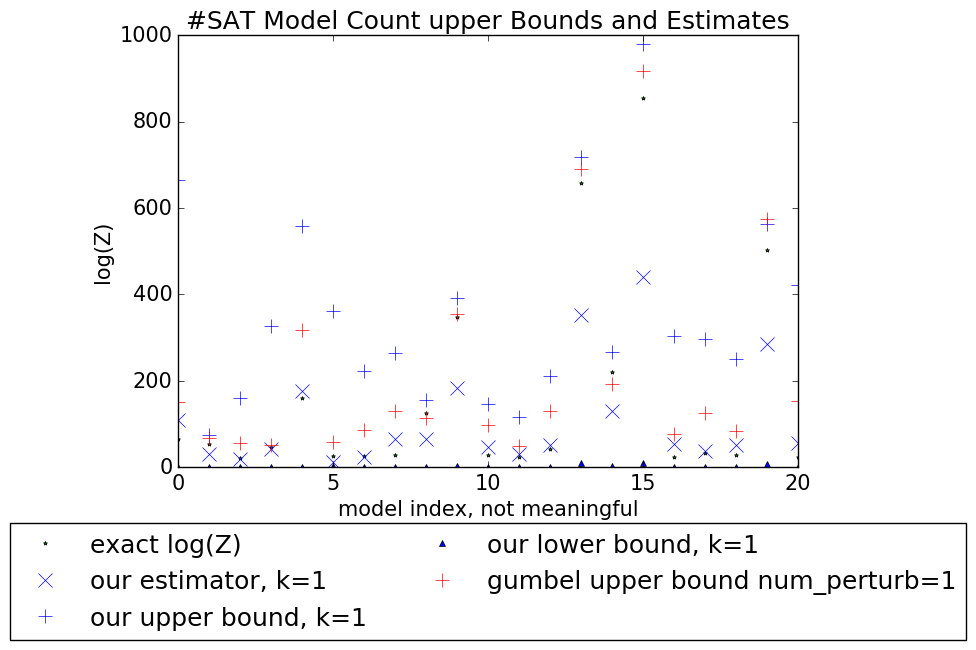 #SAT Model Count upper Bounds and Estimates
1000
800
600
400
200
0
log(Z)
0 5 10 15 20
model index, not meaningful
exact log(Z)
our estimator, k=1
our upper bound, k=1
our lower bound, k=1
gumbel upper bound num_perturb=1